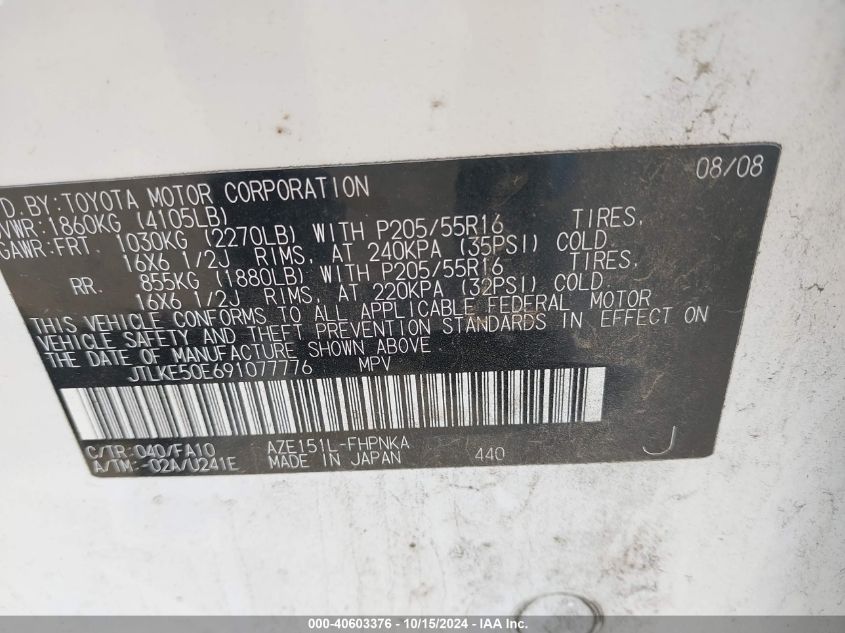 D.BY:TOYOTA MOTOR CORPORATION 08/08
VWR:1860KG (4105LB)
GAWR:FRT 1030KG (2270LB) WITH P205/55R16 TIRES,
16X6 1/2J RIMS, AT 240KPA (35PSI) COLD
RR. 855KG (1880LB) WITH P205/55R16 TIRES,
16X6 1/2J RIMS, AT 220KPA (32PSI) COLD
THIS VEHICLE CONFORMS TO ALL APPLICABLE FEDERAL MOTOR
VEHICLE SAFETY AND THEFT PREVENTION STANDARDS IN EFFECT ON
THE DATE OF MANUFACTURE SHOWN ABOVE.
JTLKE50E691077776 MPV
C/TR:040/FA10 AZE151L-FHPNKA
A/TM:-02A/U241E MADE IN JAPAN 440 J
000-40603376 - 10/15/2024 - IAA Inc.